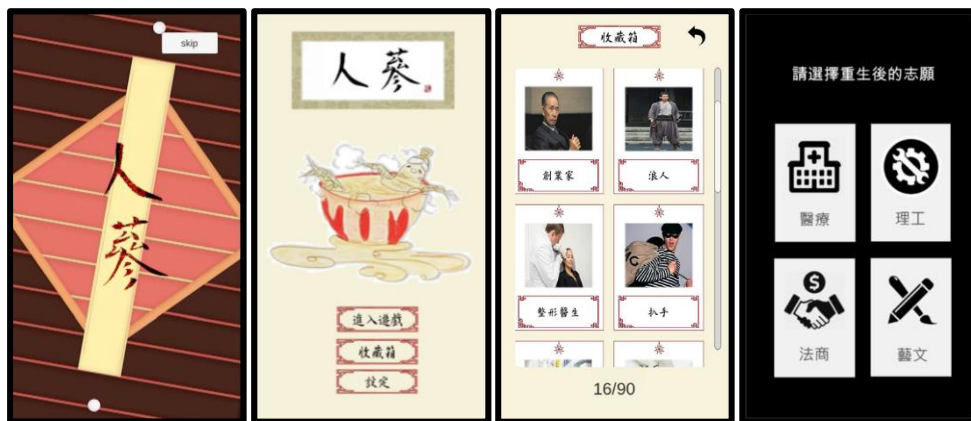 skip
人
蔘
人蔘
進入遊戲
收藏箱
設定
收藏箱
創業家
浪人
整形醫生
扒手
16/90
請選擇重生後的志願
醫療
理工
法商
藝文